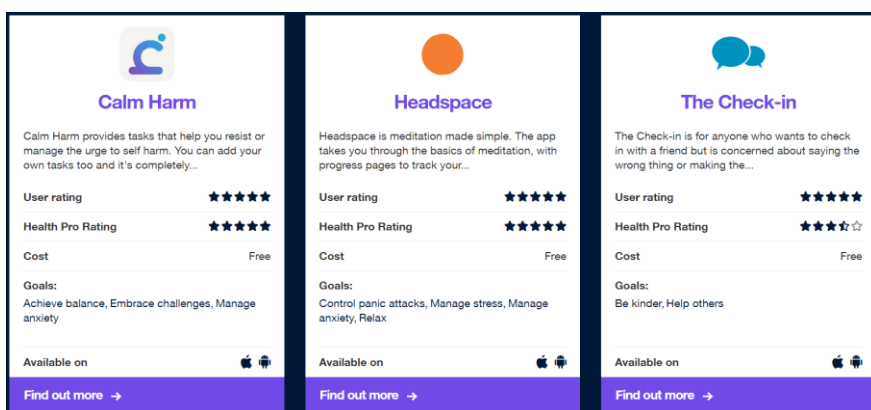 Calm Harm
Calm Harm provides tasks that help you resist or
manage the urge to self harm. You can add your
own tasks too and it's completely...
User rating
Health Pro Rating
Cost Free
Goals:
Achieve balance, Embrace challenges, Manage
anxiety
Available on
Find out more →
Headspace
Headspace is meditation made simple. The app
takes you through the basics of meditation, with
progress pages to track your...
User rating
Health Pro Rating
Cost Free
Goals:
Control panic attacks, Manage stress, Manage
anxiety, Relax
Available on
Find out more →
The Check-in
The Check-in is for anyone who wants to check
in with a friend but is concerned about saying the
wrong thing or making the...
User rating
Health Pro Rating
Cost Free
Goals:
Be kinder, Help others
Available on
Find out more →